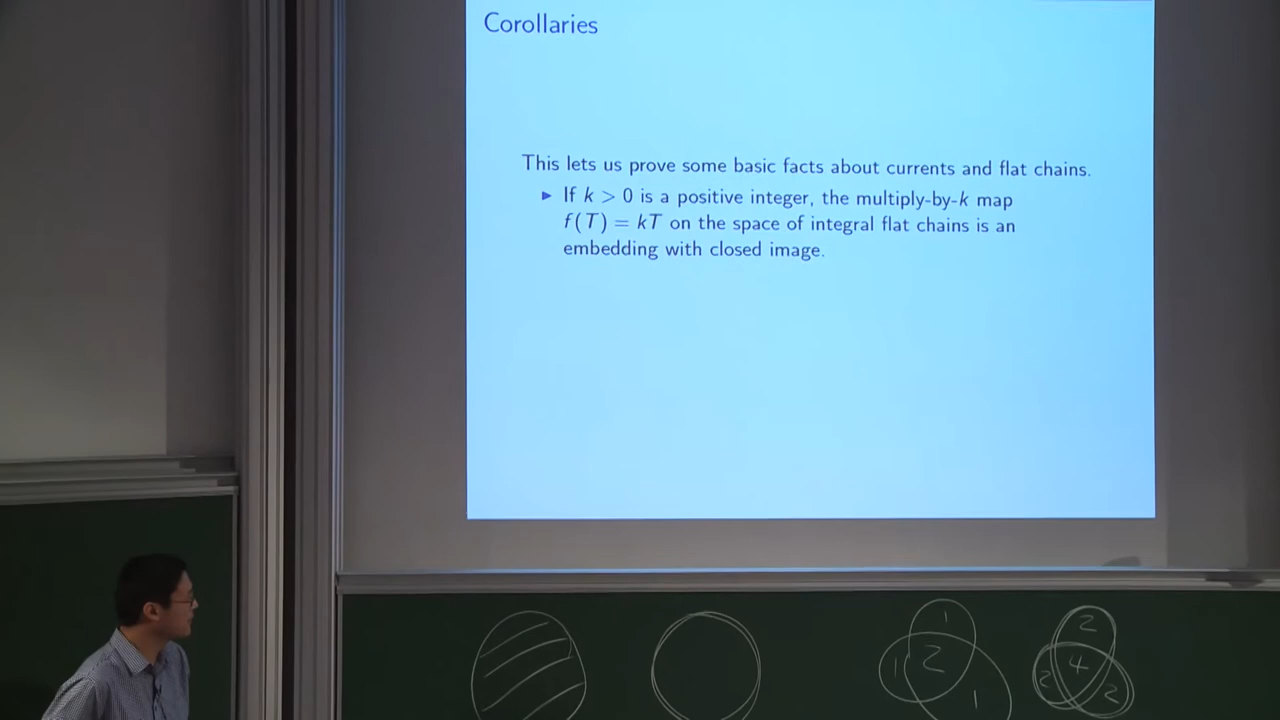 Corollaries
This lets us prove some basic facts about currents and flat chains.
▶ If k > 0 is a positive integer, the multiply-by-k map
f(T) = kT on the space of integral flat chains is an
embedding with closed image.
1 2
1 2 4
1 2 2